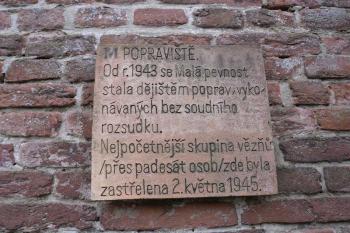 11 POPRAVIŠTĚ.
Od r. 1943 se Malá pevnost
stala dějištěm poprav, vyko-
návaných bez soudního
rozsudku.
Nejpočetnější skupina vězňů
/přes padesát osob/zde byla
zastřelena 2. května 1945.